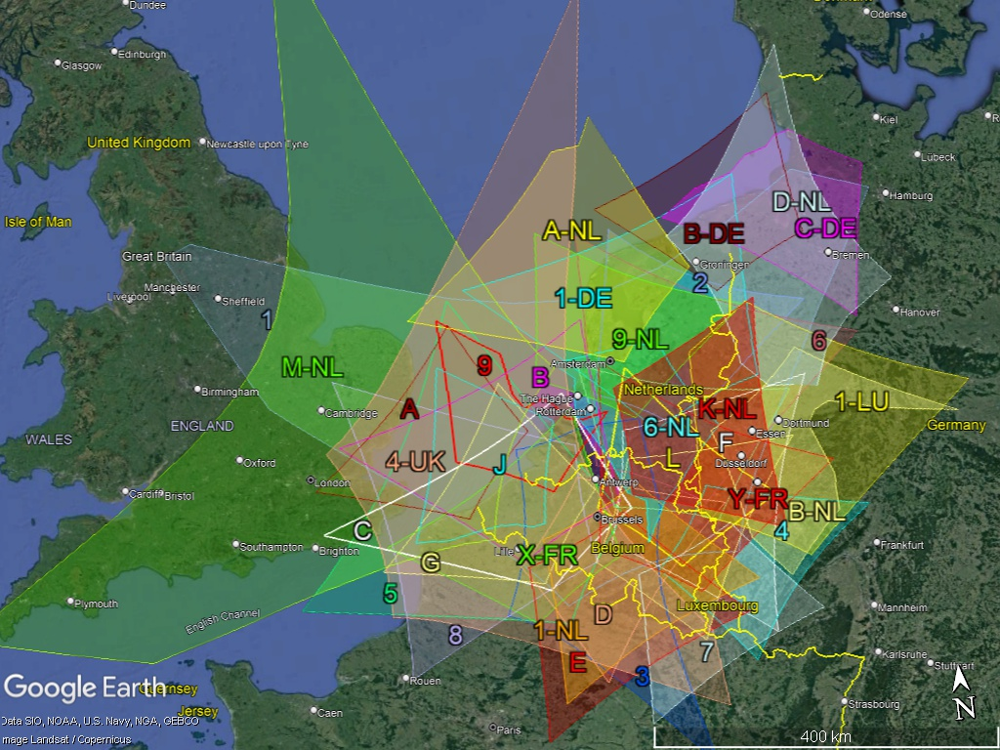 Dundee
Odense
Edinburgh
Glasgow
Kiel
United Kingdom
Newcastle upon Tyne
Lübeck
Hamburg
D-NL
Isle of Man
A-NL
B-DE
C-DE
Great Britain
Bremen
Groningen
2
Manchester
Liverpool
Sheffield
1-DE
1
Hanover
9-NL
6
M-NL
9
B
Amsterdam
Birmingham
Netherlands
The Hague
Rotterdam
A
Cambridge
K-NL
1-LU
ENGLAND
6-NL
Dortmund
Germany
WALES
Essen
F
4-UK
J
L
Düsseldorf
Oxford
London
Antwerp
Cardiff
Bristol
Y-FR
B-NL
Brussels
C
4
Southampton
Brighton
Lille
X-FR
Belgium
Frankfurt
G
5
Plymouth
Luxembourg
Mannheim
English Channel
D
8
1-NL
7
Karlsruhe
E
Stuttgart
3
Rouen
Google Earth
Guernsey
Jersey
Strasbourg
N
Caen
Data SIO, NOAA, U.S. Navy, NGA, GEBCO
Paris
400 km
mage Landsat / Copernicus